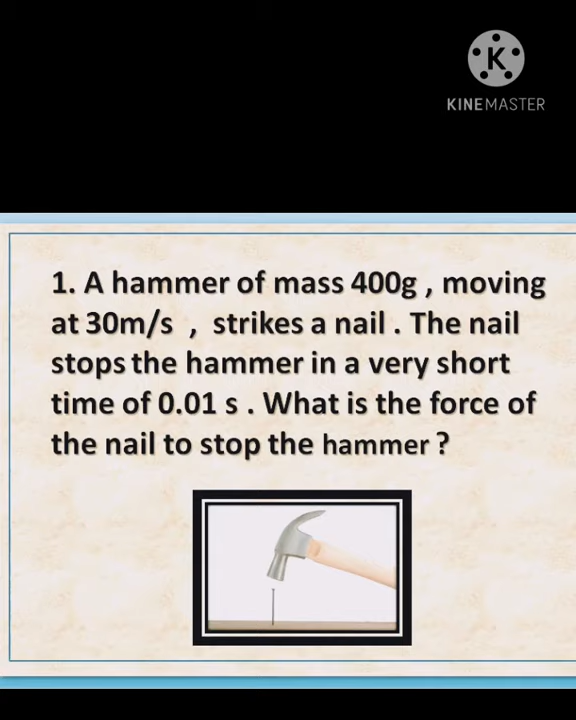 K
KINEMASTER
1. A hammer of mass 400g , moving
at 30m/s , strikes a nail . The nail
stops the hammer in a very short
time of 0.01 s . What is the force of
the nail to stop the hammer ?